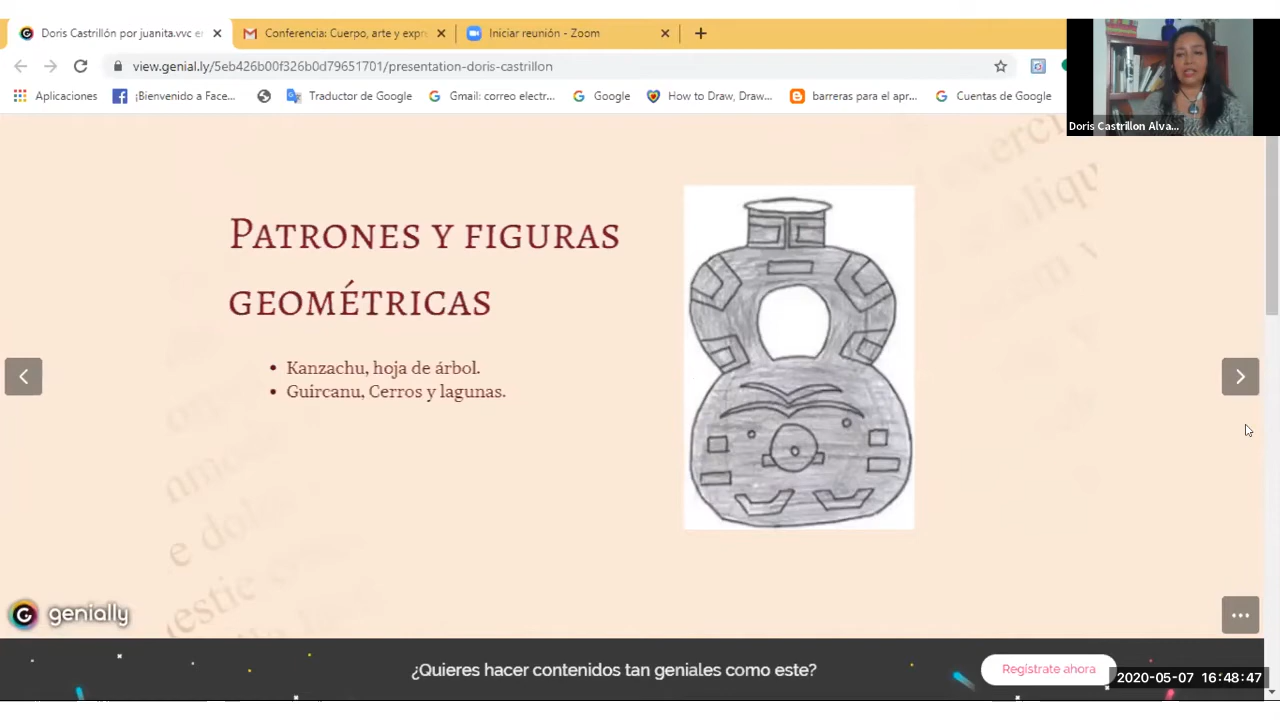 Doris Castrillón por juanita.vvc en
Conferencia: Cuerpo, arte y expre
Iniciar reunión - Zoom
view.genial.ly/5eb426b00f326b0d79651701/presentation-doris-castrillon
Aplicaciones
¡Bienvenido a Face...
Traductor de Google
Gmail: correo electr...
Google
How to Draw, Draw...
barreras para el apr...
Cuentas de Google
Doris Castrillon Alva...
Patrones y figuras
geométricas
• Kanzachu, hoja de árbol.
• Guircanu, Cerros y lagunas.
genially
¿Quieres hacer contenidos tan geniales como este?
Regístrate ahora
2020-05-07 16:48:47